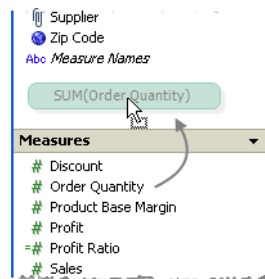 Supplier
Zip Code
Abc Measure Names
SUM(Order Quantity)
Measures
# Discount
# Order Quantity
# Product Base Margin
# Profit
=# Profit Ratio
# Sales